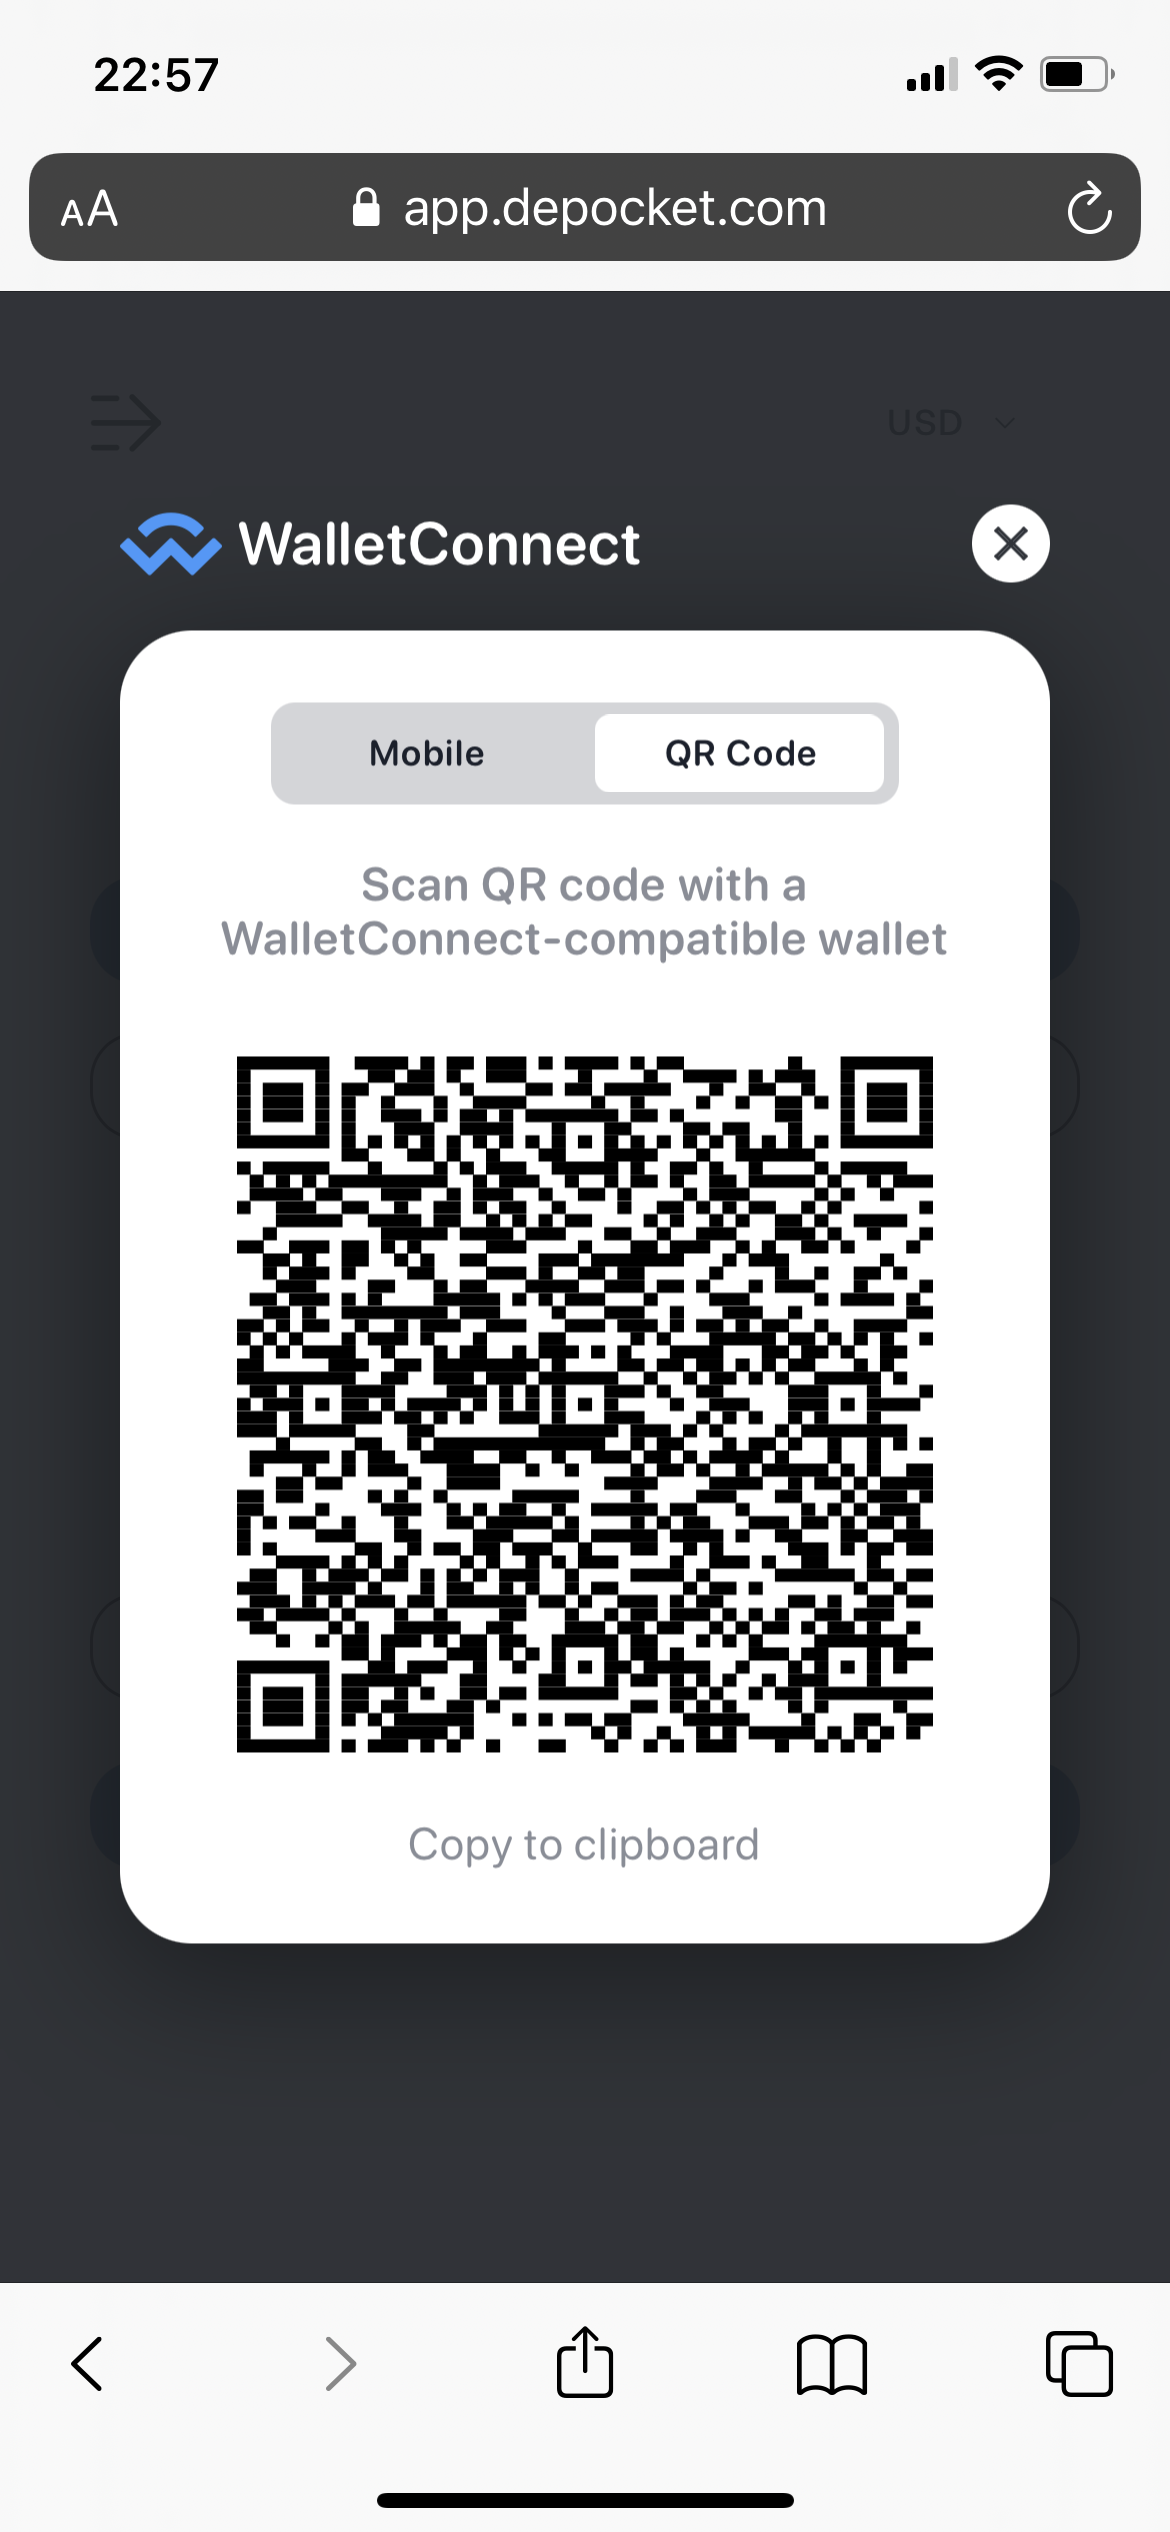 22:57
AA app.depocket.com
USD
WalletConnect
Mobile QR Code
Scan QR code with a
WalletConnect-compatible wallet
Copy to clipboard